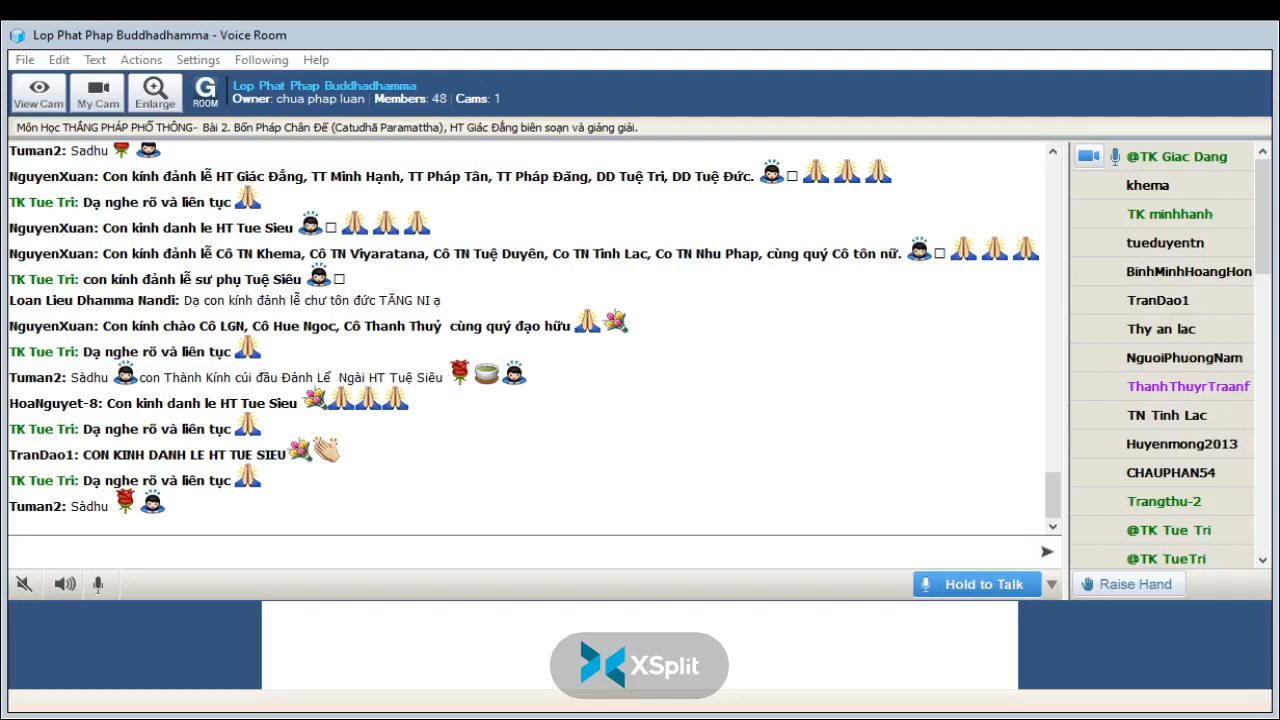 Lop Phat Phap Buddhadhamma - Voice Room
File Edit Text Actions Settings Following Help
View Cam My Cam Enlarge G ROOM
Lop Phat Phap Buddhadhamma
Owner: chua phap luan | Members: 48 | Cams: 1
Môn Học THẮNG PHÁP PHỔ THÔNG- Bài 2. Bốn Pháp Chân Đế (Catudhā Paramattha), HT Giác Đẳng biên soạn và giảng giải.
Tuman2: Sadhu
NguyenXuan: Con kính đảnh lễ HT Giác Đẳng, TT Minh Hạnh, TT Pháp Tân, TT Pháp Đăng, DD Tuệ Tri, DD Tuệ Đức.
TK Tue Tri: Dạ nghe rõ và liên tục
NguyenXuan: Con kinh danh le HT Tue Sieu
NguyenXuan: Con kính đảnh lễ Cô TN Khema, Cô TN Viyaratana, Cô TN Tuệ Duyên, Co TN Tinh Lac, Co TN Nhu Phap, cùng quý Cô tôn nữ.
TK Tue Tri: con kính đảnh lễ sư phụ Tuệ Siêu
Loan Lieu Dhamma Nandi: Dạ con kính đảnh lễ chư tôn đức TĂNG NI ạ
NguyenXuan: Con kính chào Cô LGN, Cô Hue Ngoc, Cô Thanh Thuỷ cùng quý đạo hữu
TK Tue Tri: Dạ nghe rõ và liên tục
Tuman2: Sàdhu con Thành Kính cúi đầu Đảnh Lể Ngài HT Tuệ Siêu
HoaNguyet-8: Con kinh danh le HT Tue Sieu
TK Tue Tri: Dạ nghe rõ và liên tục
TranDao1: CON KINH DANH LE HT TUE SIEU
TK Tue Tri: Dạ nghe rõ và liên tục
Tuman2: Sàdhu
@TK Giac Dang
khema
TK minhhanh
tueduyentn
BinhMinhHoangHon
TranDao1
Thy an lac
NguoiPhuongNam
ThanhThuyrTraanf
TN Tinh Lac
Huyenmong2013
CHAUPHAN54
Trangthu-2
@TK Tue Tri
@TK TueTri
Hold to Talk
Raise Hand
XSplit